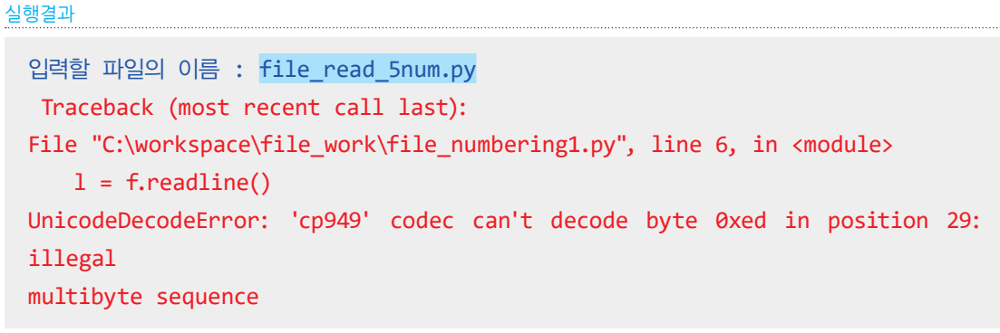 실행결과
입력할 파일의 이름 : file_read_5num.py
Traceback (most recent call last):
File "C:\workspace\file_work\file_numbering1.py", line 6, in <module>
l = f.readline()
UnicodeDecodeError: 'cp949' codec can't decode byte 0xed in position 29:
illegal
multibyte sequence